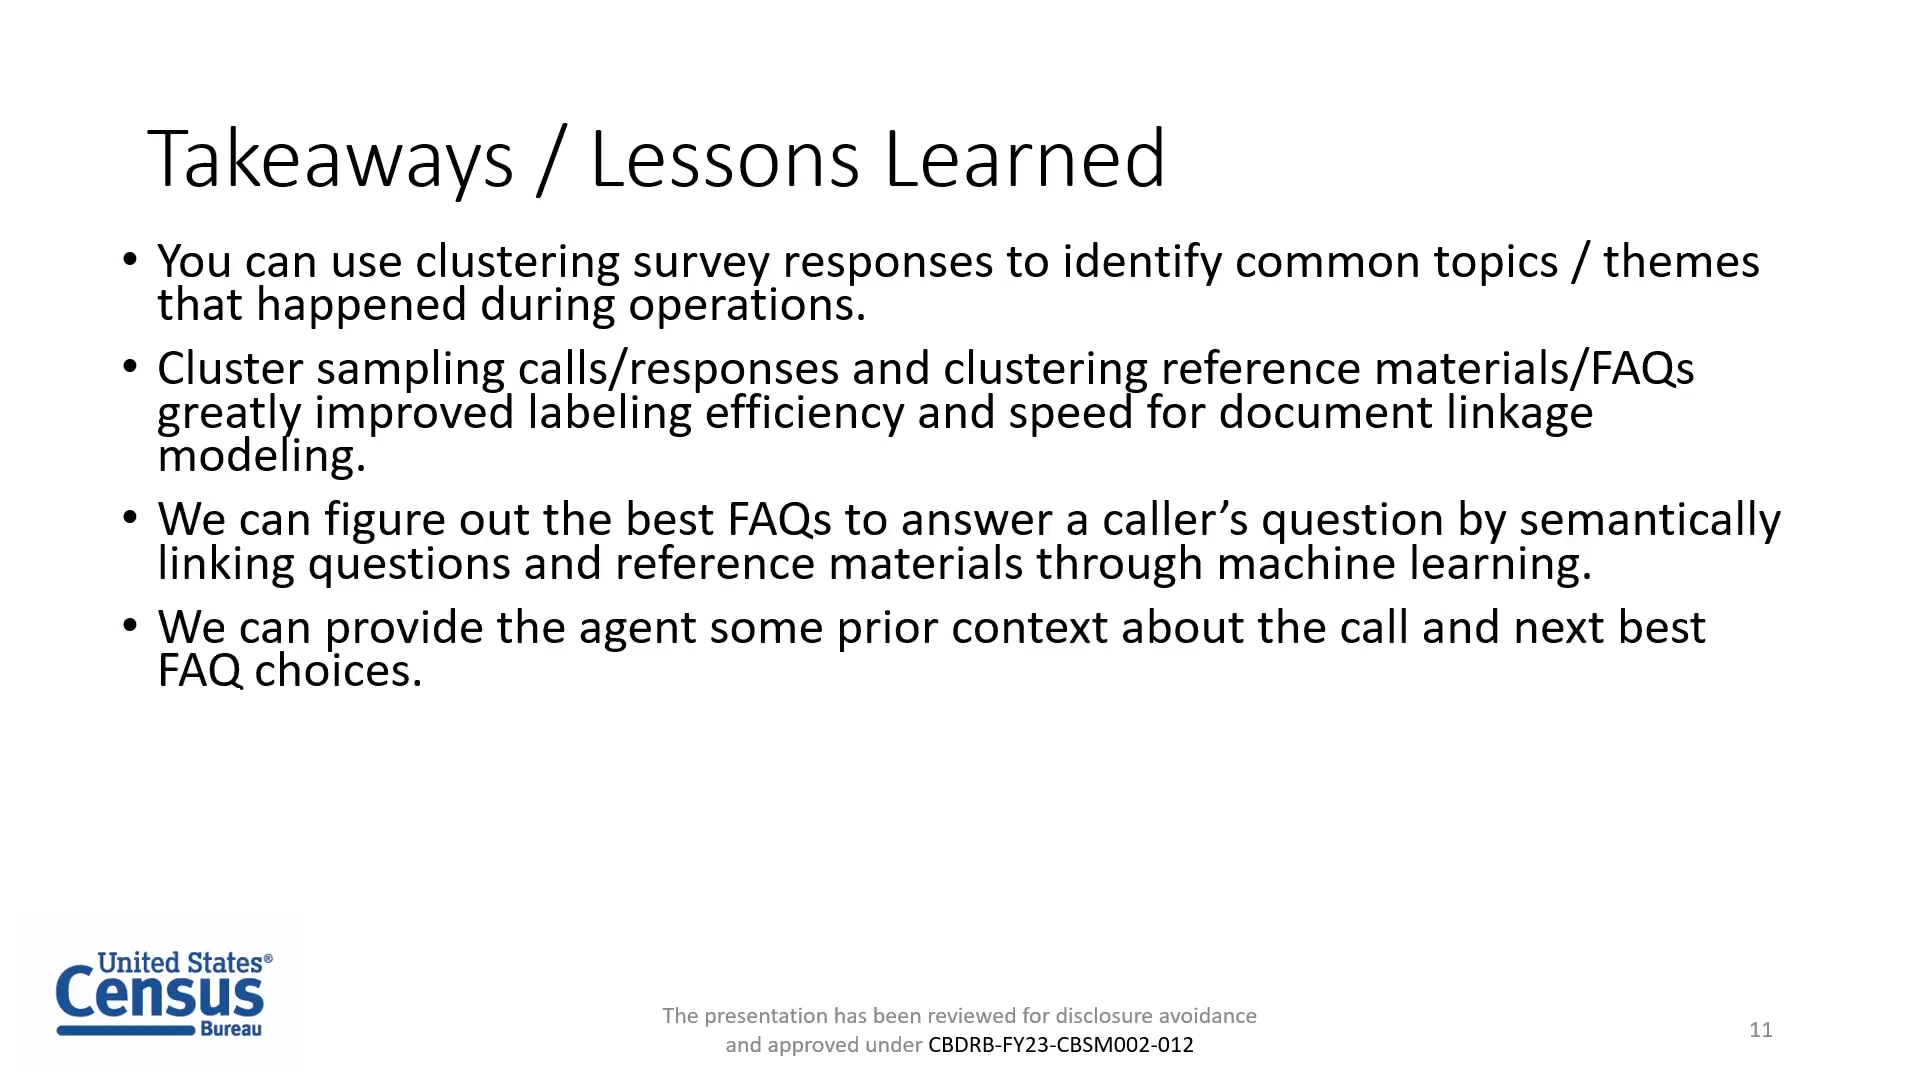 Takeaways / Lessons Learned
• You can use clustering survey responses to identify common topics / themes
that happened during operations.
• Cluster sampling calls/responses and clustering reference materials/FAQs
greatly improved labeling efficiency and speed for document linkage
modeling.
• We can figure out the best FAQs to answer a caller’s question by semantically
linking questions and reference materials through machine learning.
• We can provide the agent some prior context about the call and next best
FAQ choices.
United States®
Census
Bureau
The presentation has been reviewed for disclosure avoidance
and approved under CBDRB-FY23-CBSM002-012
11